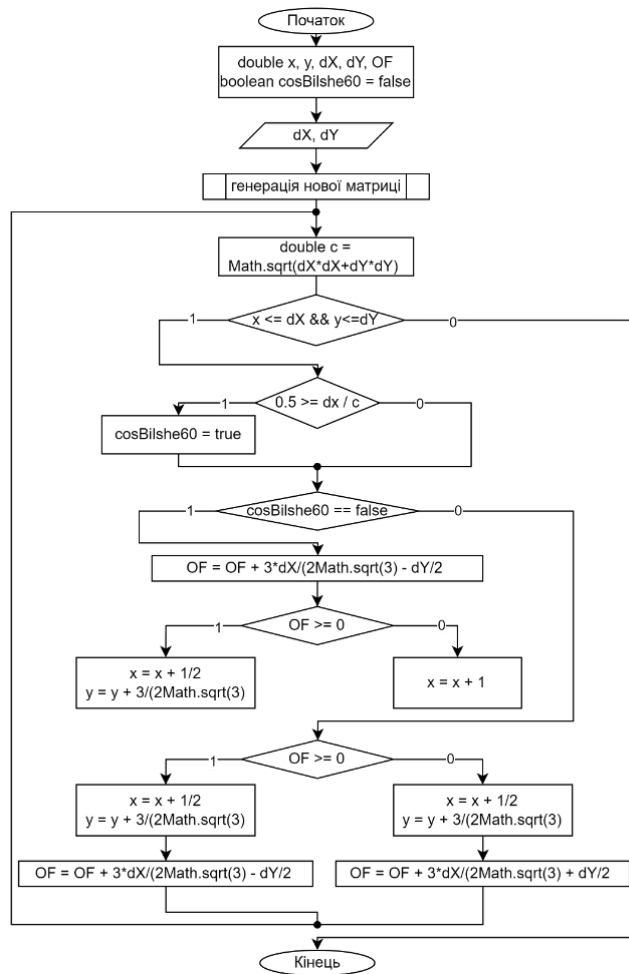 Початок
double x, y, dX, dY, OF
boolean cosBilshe60 = false
dX, dY
генерація нової матриці
double c =
Math.sqrt(dX*dX+dY*dY)
x <= dX && y<=dY
1
0
0.5 >= dx / c
1
0
cosBilshe60 = true
cosBilshe60 == false
1
0
OF = OF + 3*dX/(2Math.sqrt(3) - dY/2
OF >= 0
1
0
x = x + 1/2
y = y + 3/(2Math.sqrt(3)
x = x + 1
OF >= 0
1
0
x = x + 1/2
y = y + 3/(2Math.sqrt(3)
x = x + 1/2
y = y + 3/(2Math.sqrt(3)
OF = OF + 3*dX/(2Math.sqrt(3) - dY/2
OF = OF + 3*dX/(2Math.sqrt(3) + dY/2
Кінець